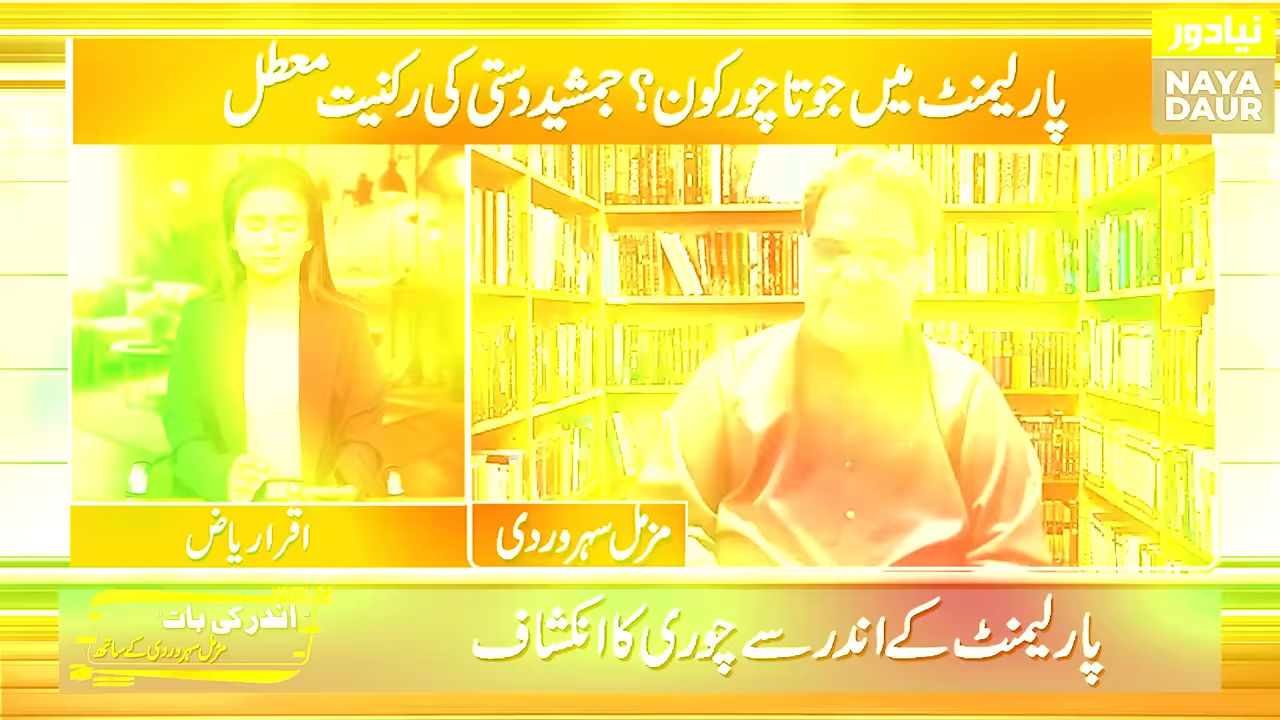 نیا دور
NAYA
DAUR
پارلیمنٹ میں جوتا چور کون؟ جمشید دستی کی رکنیت معطل
اقرا ریاض
مزمل سہروردی
"اندر کی بات"
مزمل سہروردی کے ساتھ
پارلیمنٹ کے اندر سے چوری کا انکشاف